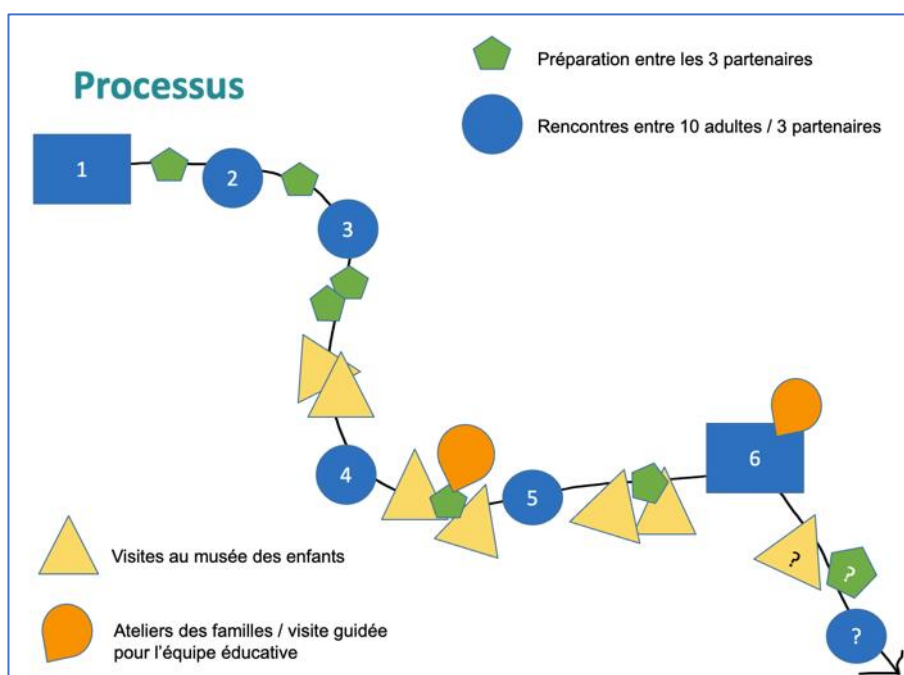 Processus
Préparation entre les 3 partenaires
Rencontres entre 10 adultes / 3 partenaires
1
2
3
4
5
6
?
?
?
Visites au musée des enfants
Ateliers des familles / visite guidée
pour l'équipe éducative